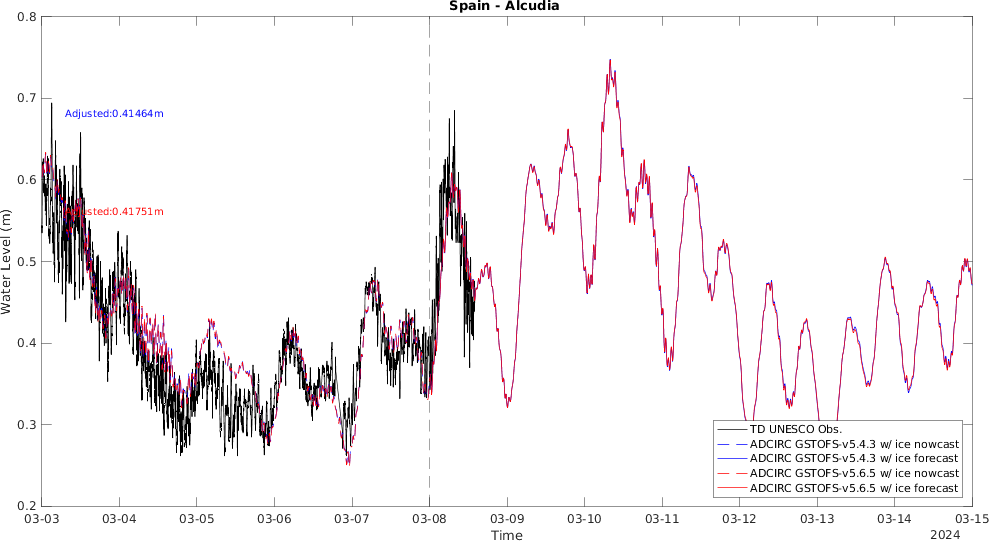 Spain - Alcudia
0.8
0.7
0.6
0.5
0.4
0.3
0.2
Water Level (m)
Adjusted:0.41464m
Adjusted:0.41751m
TD UNESCO Obs.
ADCIRC GSTOFS-v5.4.3 w/ ice nowcast
ADCIRC GSTOFS-v5.4.3 w/ ice forecast
ADCIRC GSTOFS-v5.6.5 w/ ice nowcast
ADCIRC GSTOFS-v5.6.5 w/ ice forecast
03-03 03-04 03-05 03-06 03-07 03-08 03-09 03-10 03-11 03-12 03-13 03-14 03-15
Time
2024